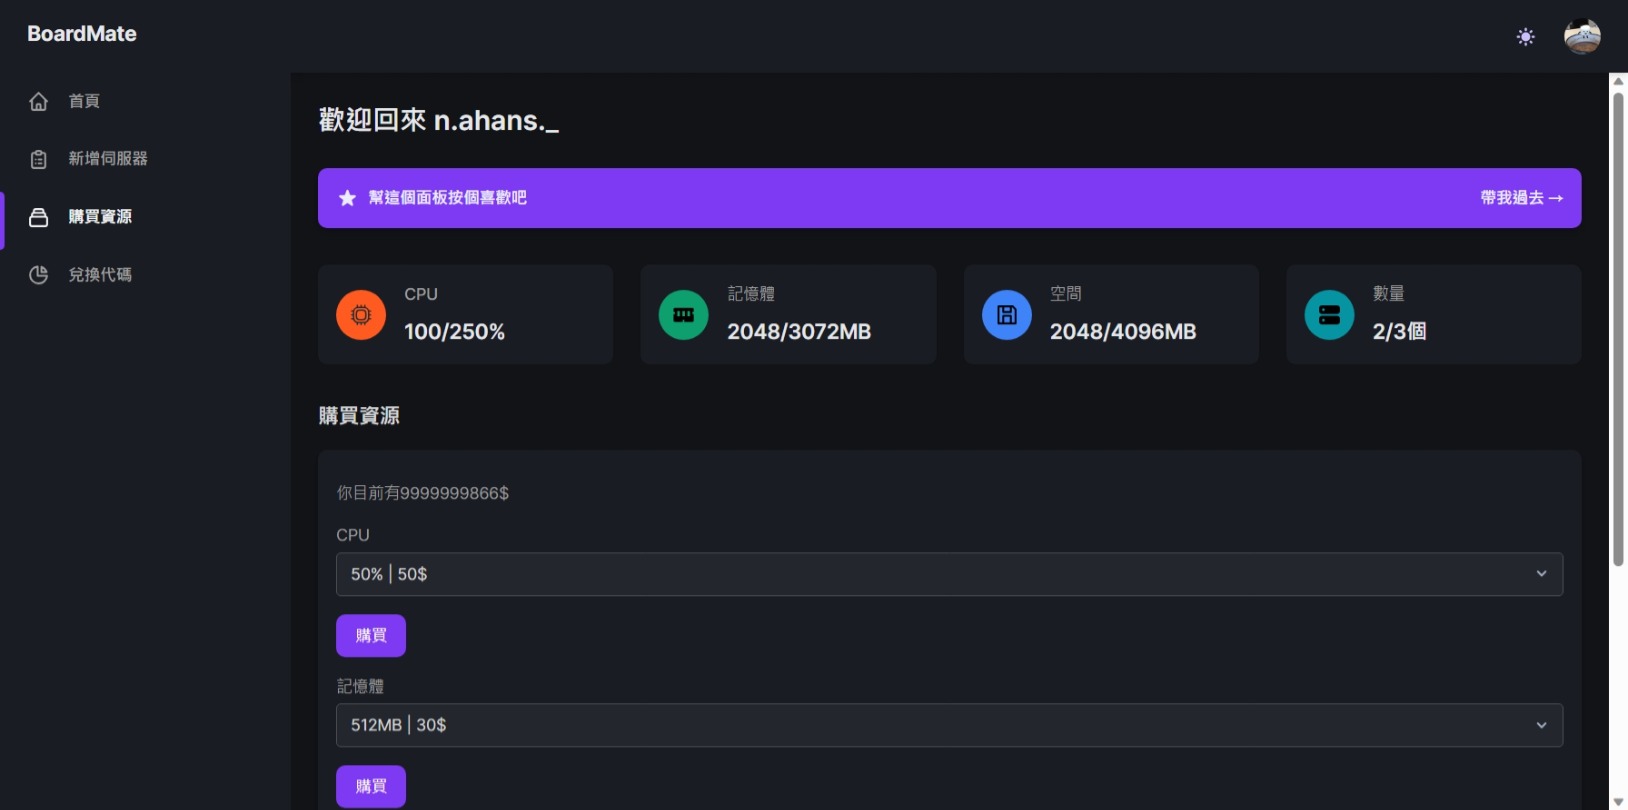 BoardMate
首頁
新增伺服器
購買資源
兌換代碼
歡迎回來 n.ahans._
幫這個面板按個喜歡吧
帶我過去→
CPU
100/250%
記憶體
2048/3072MB
空間
2048/4096MB
數量
2/3個
購買資源
你目前有9999999866$
CPU
50% | 50$
購買
記憶體
512MB | 30$
購買